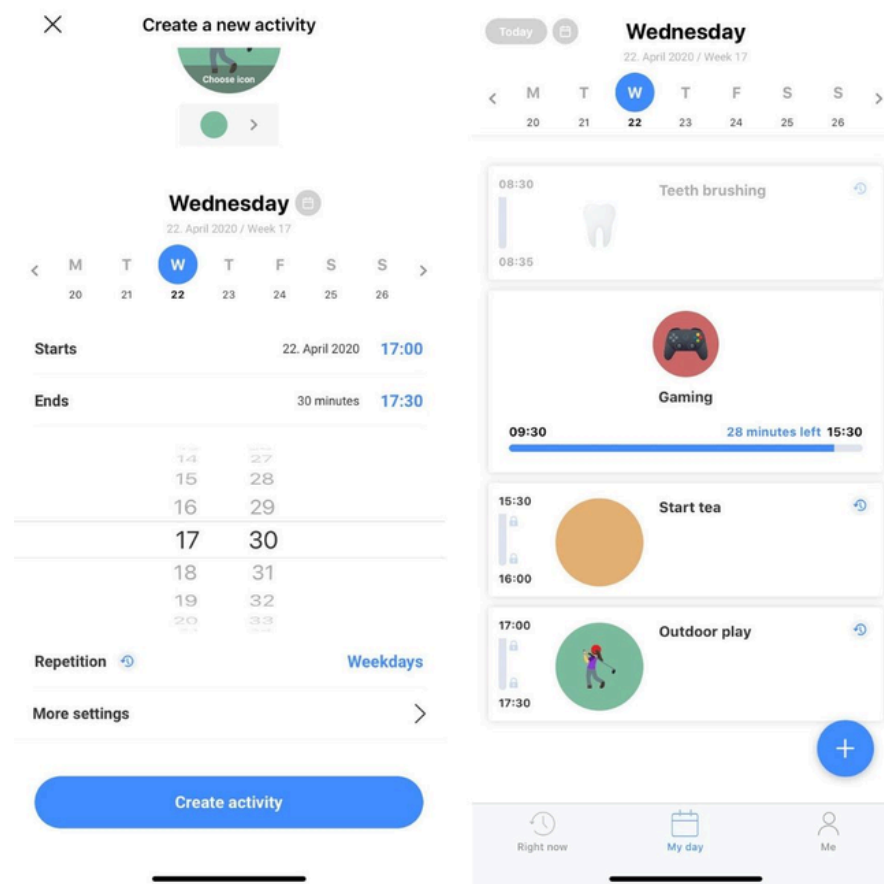 Create a new activity
Choose icon
Wednesday
22. April 2020 / Week 17
M T W T F S S
20 21 22 23 24 25 26
Starts 22. April 2020 17:00
Ends 30 minutes 17:30
14 27
15 28
16 29
17 30
18 31
19 32
20 33
Repetition Weekdays
More settings
Create activity
Today
Wednesday
22. April 2020 / Week 17
M T W T F S S
20 21 22 23 24 25 26
08:30
Teeth brushing
08:35
Gaming
09:30 28 minutes left 15:30
15:30
Start tea
16:00
17:00
Outdoor play
17:30
Right now My day Me